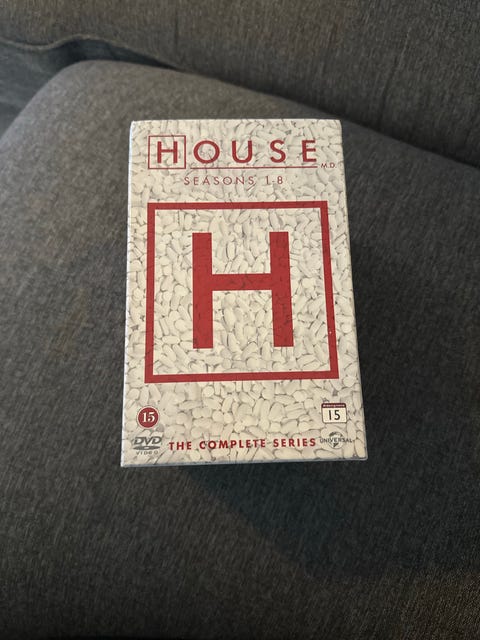 HOUSE M.D.
SEASONS 1-8
H
15
15
DVD
VIDEO
THE COMPLETE SERIES
UNIVERSAL